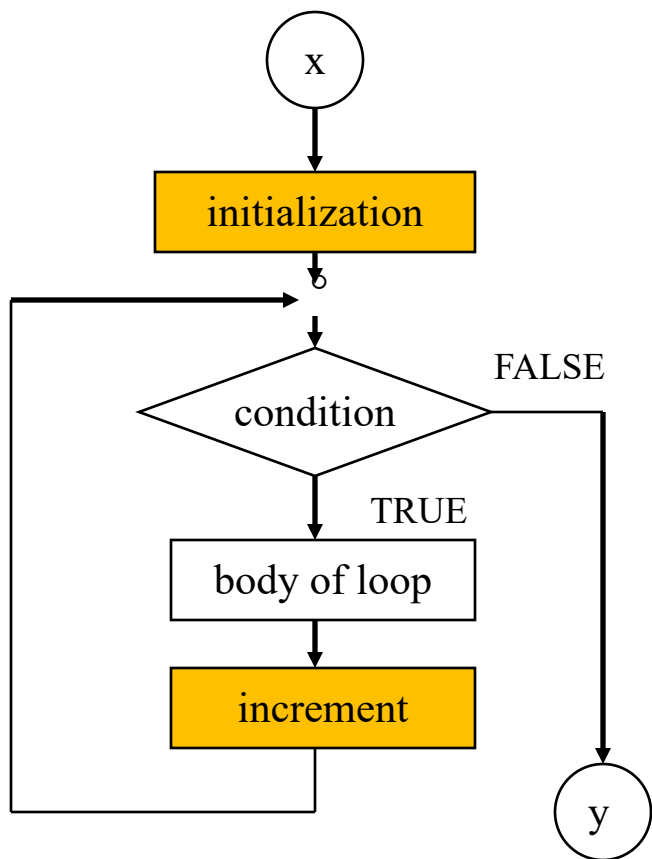 x
initialization
condition
FALSE
TRUE
body of loop
increment
y